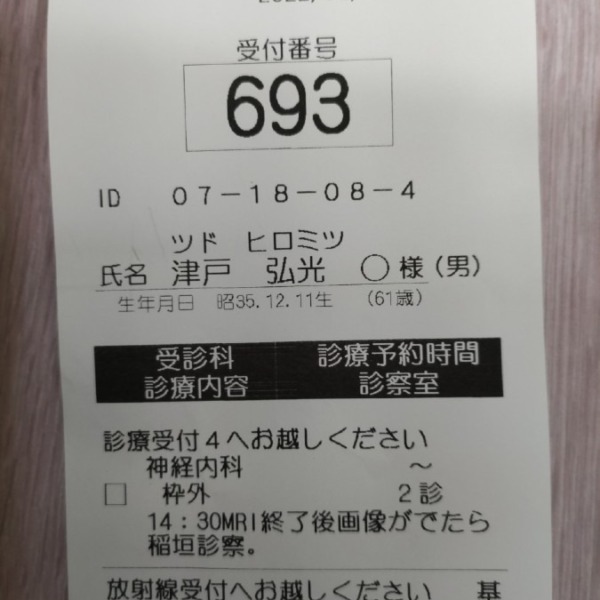 受付番号
693
ID 07-18-08-4
ツド ヒロミツ
氏名 津戸 弘光 ○様(男)
生年月日 昭35.12.11生 (61歳)
受診科 診療予約時間
診療内容 診察室
診療受付4へお越しください
神経内科 ~
□ 枠外 2診
14:30MRI終了後画像がでたら
稲垣診察。
放射線受付へお越しください 基